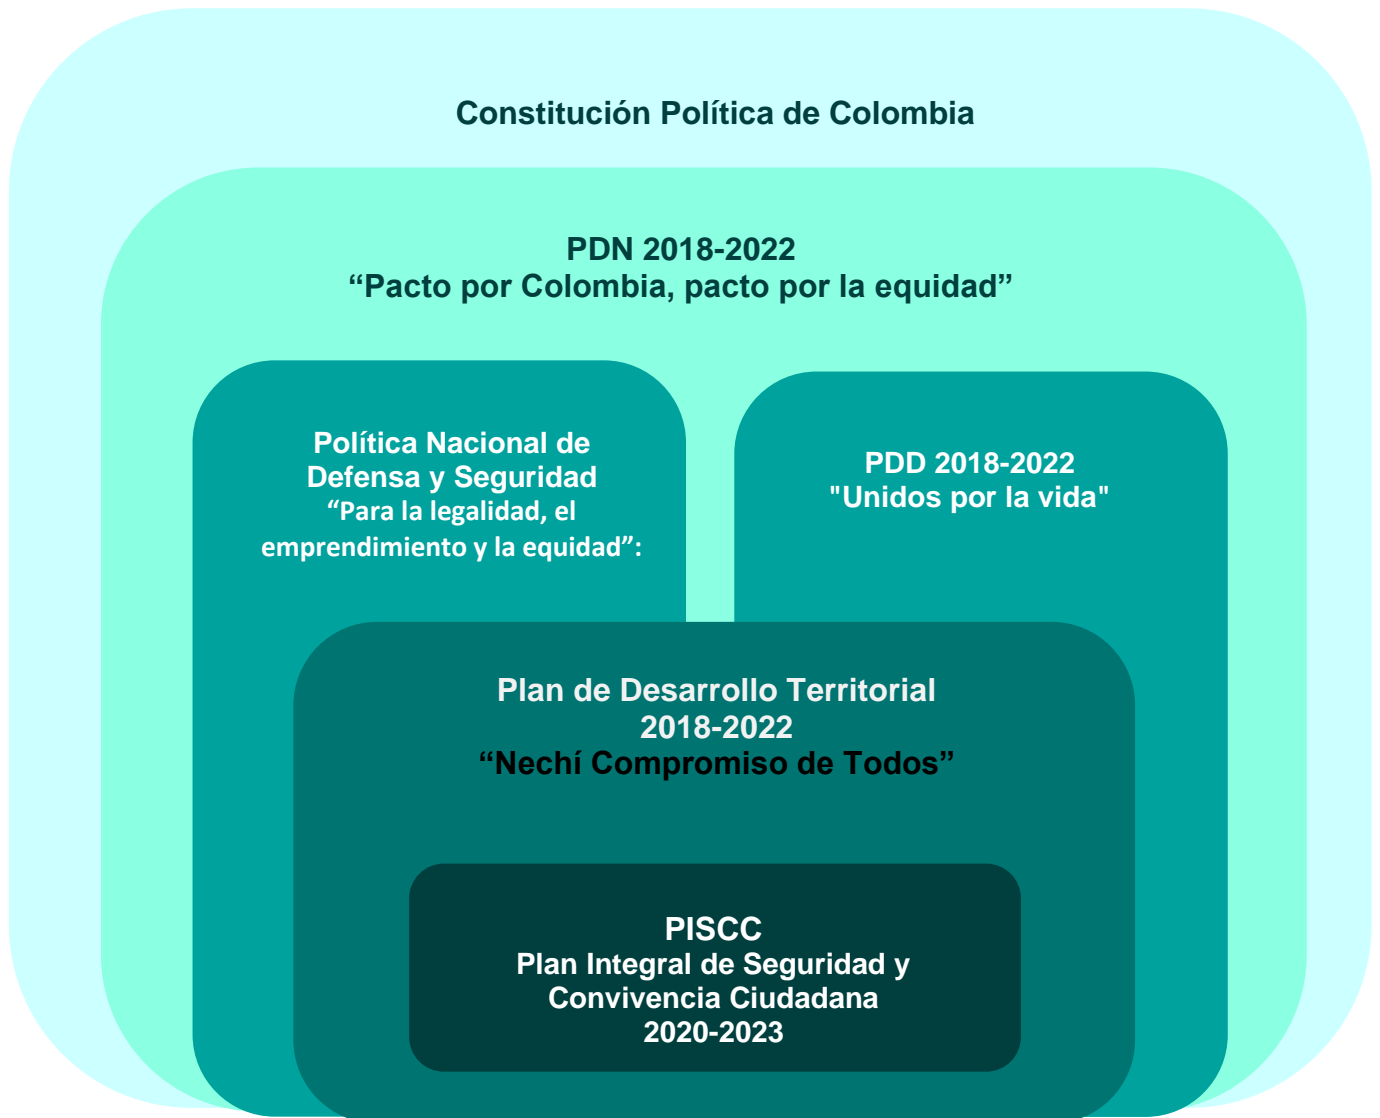 Constitución Política de Colombia
PDN 2018-2022
“Pacto por Colombia, pacto por la equidad”
Política Nacional de
Defensa y Seguridad
“Para la legalidad, el
emprendimiento y la equidad”:
PDD 2018-2022
"Unidos por la vida"
Plan de Desarrollo Territorial
2018-2022
“Nechí Compromiso de Todos”
PISCC
Plan Integral de Seguridad y
Convivencia Ciudadana
2020-2023